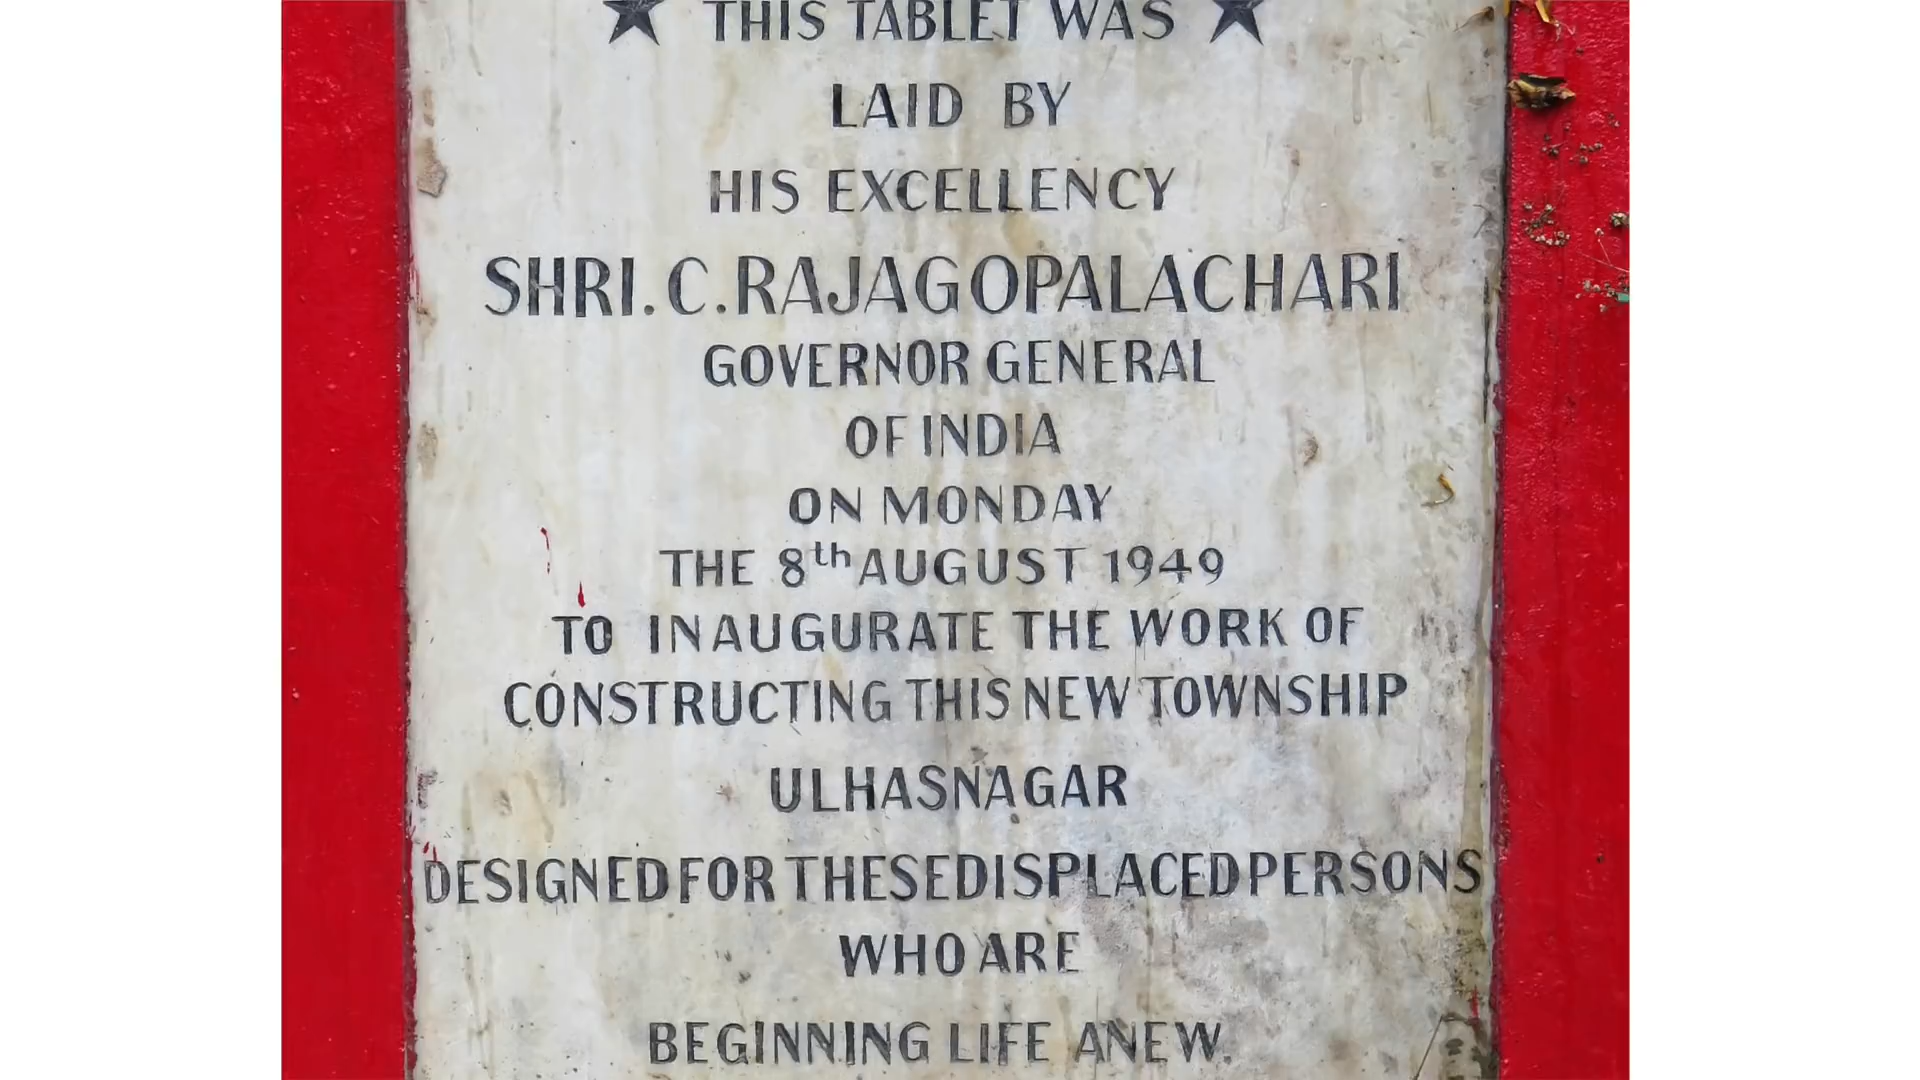 THIS TABLET WAS
LAID BY
HIS EXCELLENCY
SHRI. C. RAJAGOPALACHARI
GOVERNOR GENERAL
OF INDIA
ON MONDAY
THE 8th AUGUST 1949
TO INAUGURATE THE WORK OF
CONSTRUCTING THIS NEW TOWNSHIP
ULHASNAGAR
DESIGNED FOR THESE DISPLACED PERSONS
WHO ARE
BEGINNING LIFE ANEW.